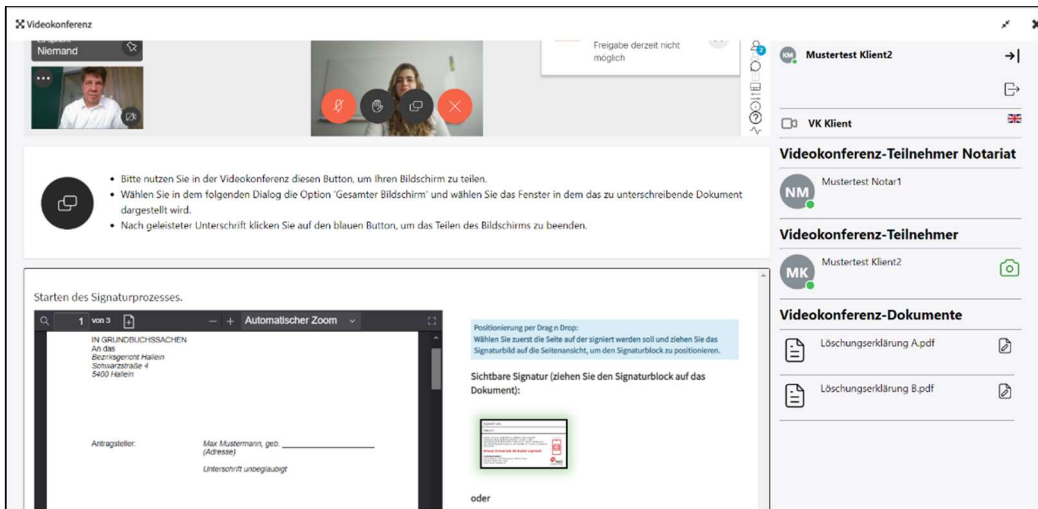 Videokonferenz
Niemand
Freigabe derzeit nicht
möglich
2
KM
Mustertest Klient2
VK Klient
Videokonferenz-Teilnehmer Notariat
NM
Mustertest Notar1
Videokonferenz-Teilnehmer
MK
Mustertest Klient2
Videokonferenz-Dokumente
Löschungserklärung A.pdf
Löschungserklärung B.pdf
Bitte nutzen Sie in der Videokonferenz diesen Button, um Ihren Bildschirm zu teilen.
Wählen Sie in dem folgenden Dialog die Option 'Gesamter Bildschirm' und wählen Sie das Fenster in dem das zu unterschreibende Dokument
dargestellt wird.
Nach geleisteter Unterschrift klicken Sie auf den blauen Button, um das Teilen des Bildschirms zu beenden.
Starten des Signaturprozesses.
1 von 3
Automatischer Zoom
IN GRUNDBUCHSSACHEN
An das
Bezirksgericht Hallein
Schwarzstraße 4
5400 Hallein
Antragsteller:
Max Mustermann, geb.
(Adresse)
Unterschrift unbeglaubigt
Positionierung per Drag n Drop:
Wählen Sie zuerst die Seite auf der signiert werden soll und ziehen Sie das
Signaturbild auf die Seitenansicht, um den Signaturblock zu positionieren.
Sichtbare Signatur (ziehen Sie den Signaturblock auf das
Dokument):
oder